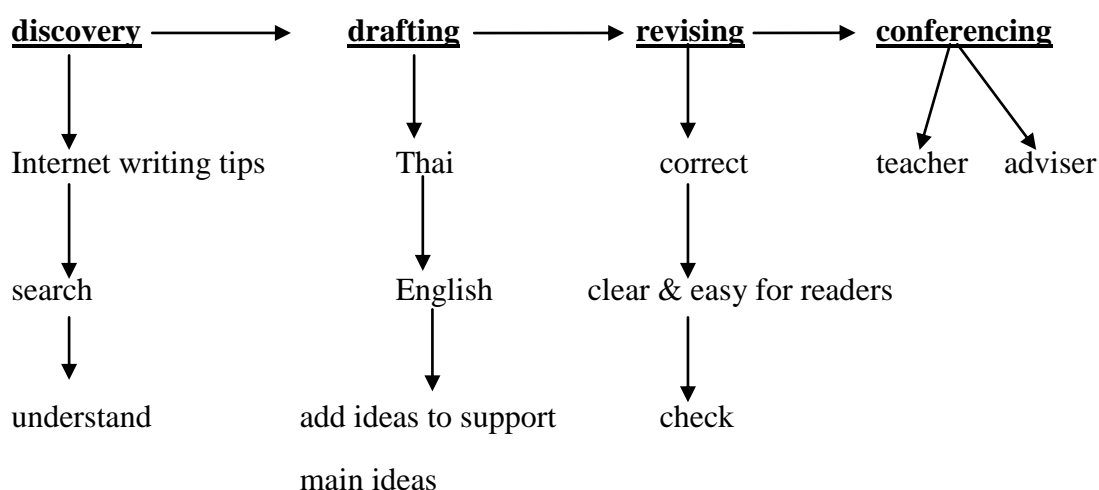 discovery drafting revising conferencing
Internet writing tips Thai correct teacher adviser
search English clear & easy for readers
understand add ideas to support check
main ideas